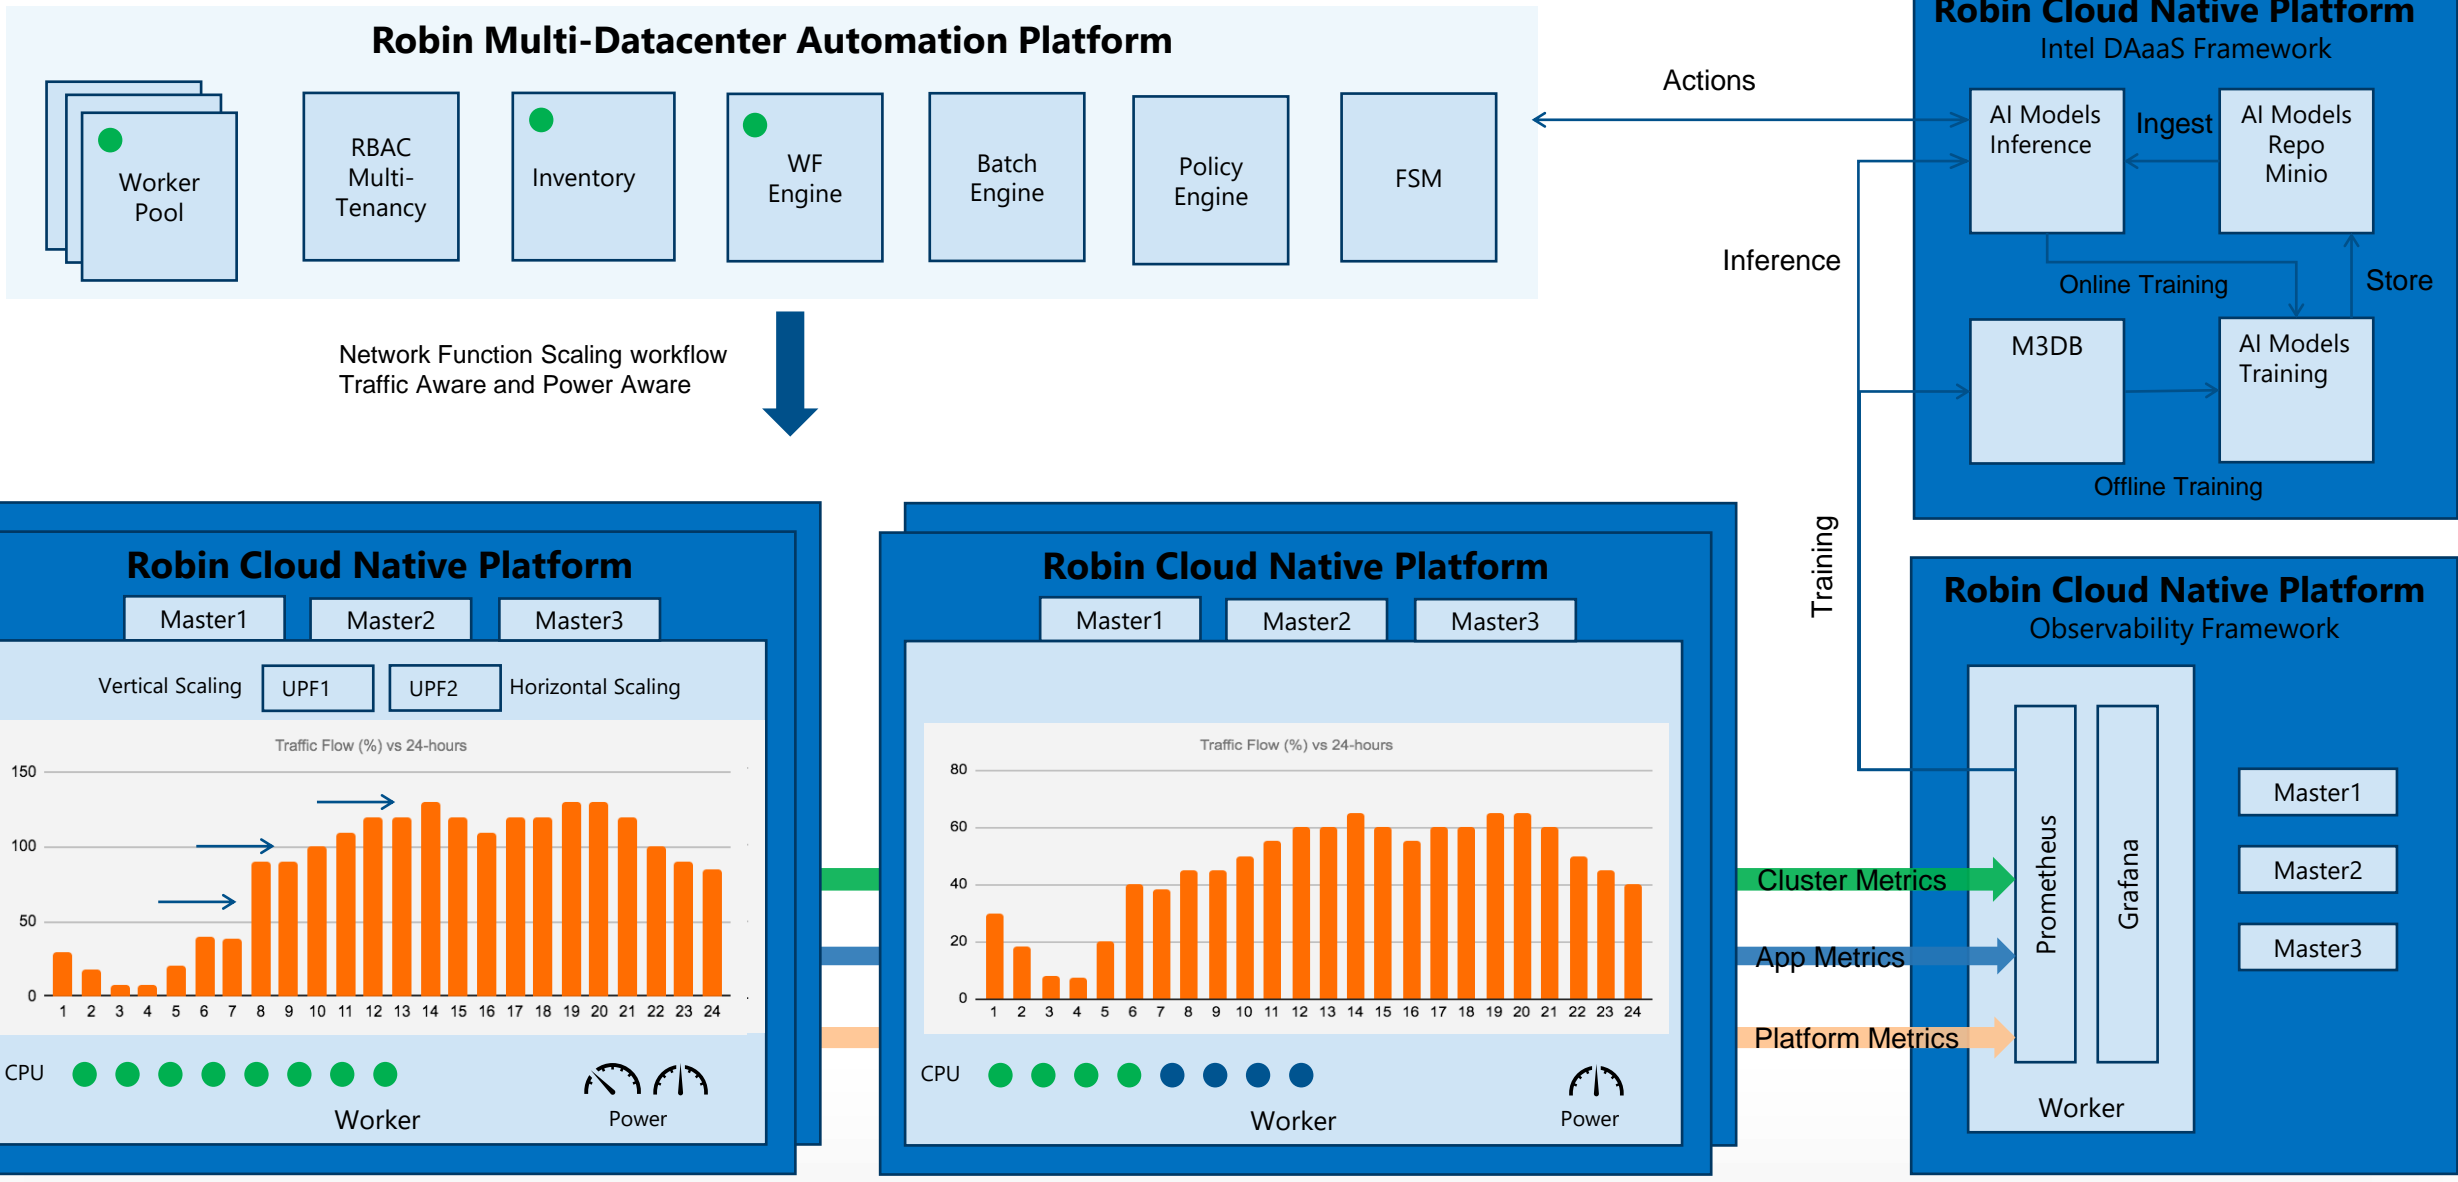 Robin Multi-Datacenter Automation Platform
Worker
Pool
RBAC
Multi-
Tenancy
Inventory
WF
Engine
Batch
Engine
Policy
Engine
FSM
Actions
Inference
Training
Robin Cloud Native Platform
Intel DAaaS Framework
AI Models
Inference
Ingest
AI Models
Repo
Minio
Online Training
Store
M3DB
AI Models
Training
Offline Training
Network Function Scaling workflow
Traffic Aware and Power Aware
Robin Cloud Native Platform
Master1
Master2
Master3
Vertical Scaling
UPF1
UPF2
Horizontal Scaling
Traffic Flow (%) vs 24-hours
150
100
50
0
1 2 3 4 5 6 7 8 9 10 11 12 13 14 15 16 17 18 19 20 21 22 23 24
CPU
Worker
Power
Robin Cloud Native Platform
Master1
Master2
Master3
Traffic Flow (%) vs 24-hours
80
60
40
20
0
1 2 3 4 5 6 7 8 9 10 11 12 13 14 15 16 17 18 19 20 21 22 23 24
CPU
Worker
Power
Cluster Metrics
App Metrics
Platform Metrics
Robin Cloud Native Platform
Observability Framework
Prometheus
Grafana
Worker
Master1
Master2
Master3